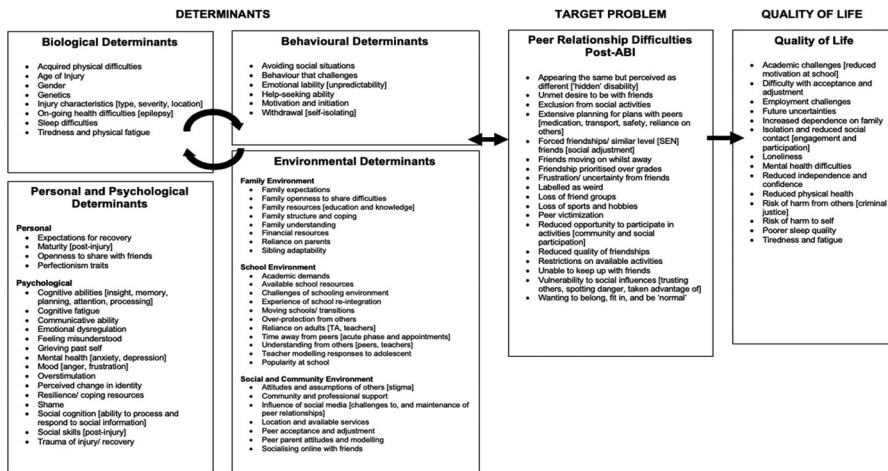 DETERMINANTS
TARGET PROBLEM
QUALITY OF LIFE
Biological Determinants
• Acquired physical difficulties
• Age of Injury
• Gender
• Genetics
• Injury characteristics [type, severity, location]
• On-going health difficulties [epilepsy]
• Sleep difficulties
• Tiredness and physical fatigue
Personal and Psychological
Determinants
Personal
• Expectations for recovery
• Maturity [post-injury]
• Openness to share with friends
• Perfectionism traits
Psychological
• Cognitive abilities [insight, memory,
planning, attention, processing]
• Cognitive fatigue
• Communicative ability
• Emotional dysregulation
• Feeling misunderstood
• Grieving past self
• Mental health [anxiety, depression]
• Mood [anger, frustration]
• Overstimulation
• Perceived change in identity
• Resilience/ coping resources
• Shame
• Social cognition [ability to process and
respond to social information]
• Social skills [post-injury]
• Trauma of injury/ recovery
Behavioural Determinants
• Avoiding social situations
• Behaviour that challenges
• Emotional lability [unpredictability]
• Help-seeking ability
• Motivation and initiation
• Withdrawal [self-isolating]
Environmental Determinants
Family Environment
• Family expectations
• Family openness to share difficulties
• Family resources [education and knowledge]
• Family structure and coping
• Family understanding
• Financial resources
• Reliance on parents
• Sibling adaptability
School Environment
• Academic demands
• Available school resources
• Challenges of schooling environment
• Experience of school re-integration
• Moving schools/ transitions
• Over-protection from others
• Reliance on adults [TA, teachers]
• Time away from peers [acute phase and appointments]
• Understanding from others [peers, teachers]
• Teacher modelling responses to adolescent
• Popularity at school
Social and Community Environment
• Attitudes and assumptions of others [stigma]
• Community and professional support
• Influence of social media [challenges to, and maintenance of
peer relationships]
• Location and available services
• Peer acceptance and adjustment
• Peer parent attitudes and modelling
• Socialising online with friends
Peer Relationship Difficulties
Post-ABI
• Appearing the same but perceived as
different ['hidden' disability]
• Unmet desire to be with friends
• Exclusion from social activities
• Extensive planning for plans with peers
[medication, transport, safety, reliance on
others]
• Forced friendships/ similar level [SEN]
friends [social adjustment]
• Friends moving on whilst away
• Friendship prioritised over grades
• Frustration/ uncertainty from friends
• Labelled as weird
• Loss of friend groups
• Loss of sports and hobbies
• Peer victimization
• Reduced opportunity to participate in
activities [community and social
participation]
• Reduced quality of friendships
• Restrictions on available activities
• Unable to keep up with friends
• Vulnerability to social influences [trusting
others, spotting danger, taken advantage of]
• Wanting to belong, fit in, and be 'normal'
Quality of Life
• Academic challenges [reduced
motivation at school]
• Difficulty with acceptance and
adjustment
• Employment challenges
• Future uncertainties
• Increased dependence on family
• Isolation and reduced social
contact [engagement and
participation]
• Loneliness
• Mental health difficulties
• Reduced independence and
confidence
• Reduced physical health
• Risk of harm from others [criminal
justice]
• Risk of harm to self
• Poorer sleep quality
• Tiredness and fatigue